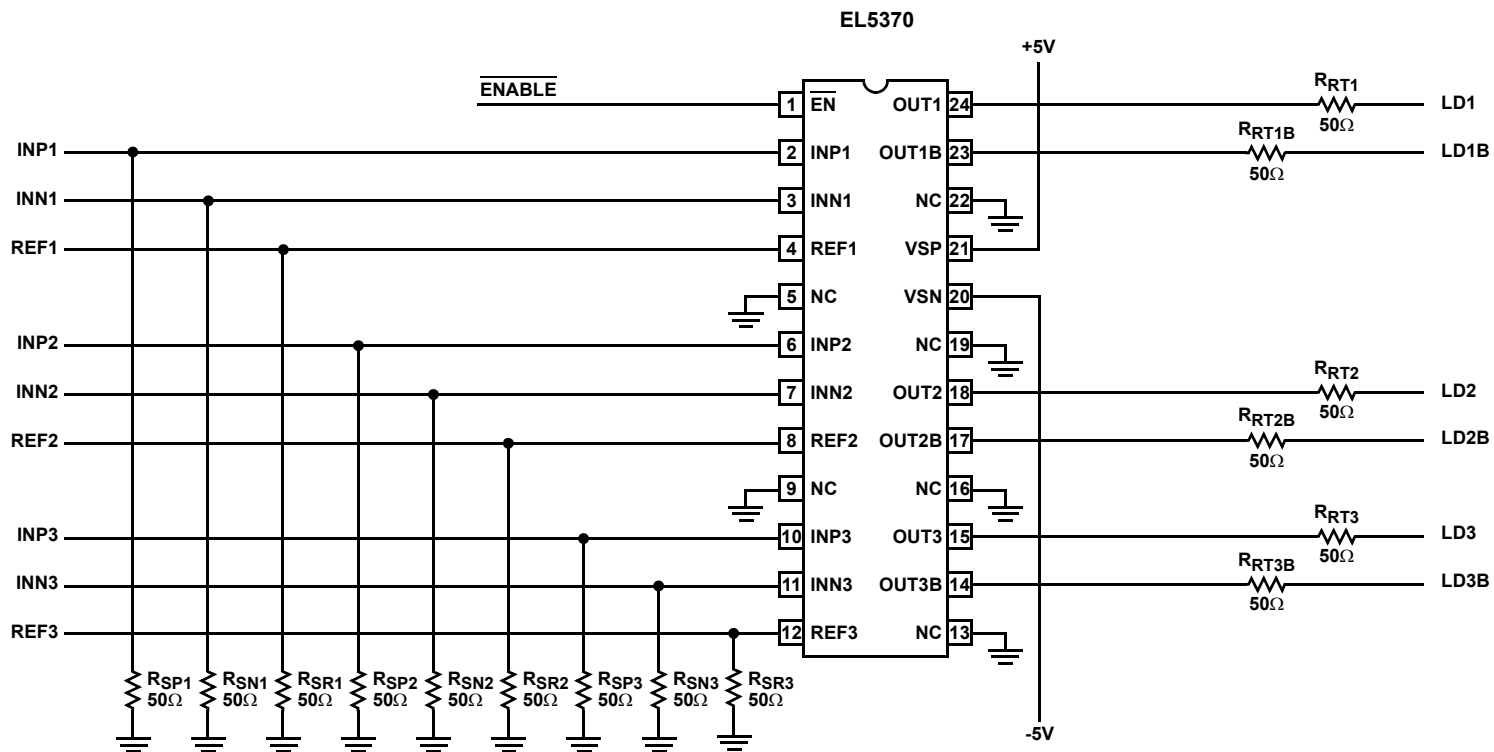 EL5370
+5V
ENABLE
1 EN OUT1 24 RRT1 50Ω LD1
INP1 2 INP1 OUT1B 23 RRT1B 50Ω LD1B
INN1 3 INN1 NC 22
REF1 4 REF1 VSP 21
5 NC VSN 20
INP2 6 INP2 NC 19
INN2 7 INN2 OUT2 18 RRT2 50Ω LD2
REF2 8 REF2 OUT2B 17 RRT2B 50Ω LD2B
9 NC NC 16
INP3 10 INP3 OUT3 15 RRT3 50Ω LD3
INN3 11 INN3 OUT3B 14 RRT3B 50Ω LD3B
REF3 12 REF3 NC 13
RSP1 RSN1 RSR1 RSP2 RSN2 RSR2 RSP3 RSN3 RSR3
50Ω 50Ω 50Ω 50Ω 50Ω 50Ω 50Ω 50Ω 50Ω
-5V